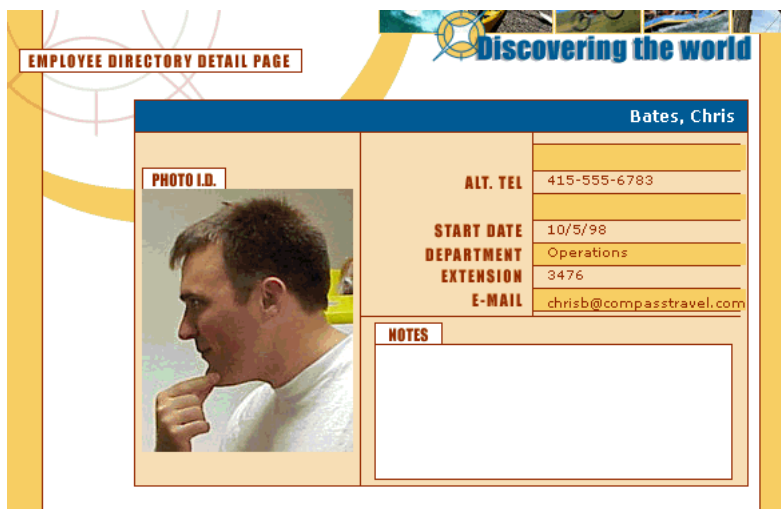 Discovering the world
EMPLOYEE DIRECTORY DETAIL PAGE
Bates, Chris
PHOTO I.D.
ALT. TEL 415-555-6783
START DATE 10/5/98
DEPARTMENT Operations
EXTENSION 3476
E-MAIL chrisb@compasstravel.com
NOTES